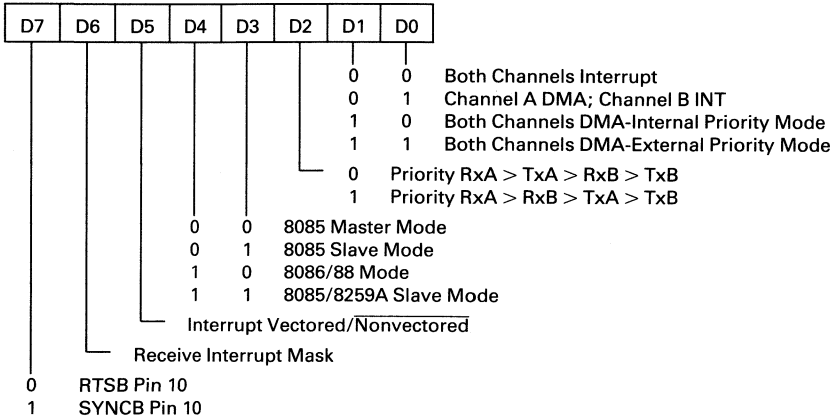 D7 D6 D5 D4 D3 D2 D1 D0
0 0 Both Channels Interrupt
0 1 Channel A DMA; Channel B INT
1 0 Both Channels DMA-Internal Priority Mode
1 1 Both Channels DMA-External Priority Mode
0 Priority RxA > TxA > RxB > TxB
1 Priority RxA > RxB > TxA > TxB
0 0 8085 Master Mode
0 1 8085 Slave Mode
1 0 8086/88 Mode
1 1 8085/8259A Slave Mode
Interrupt Vectored/Nonvectored
Receive Interrupt Mask
0 RTSB Pin 10
1 SYNCB Pin 10